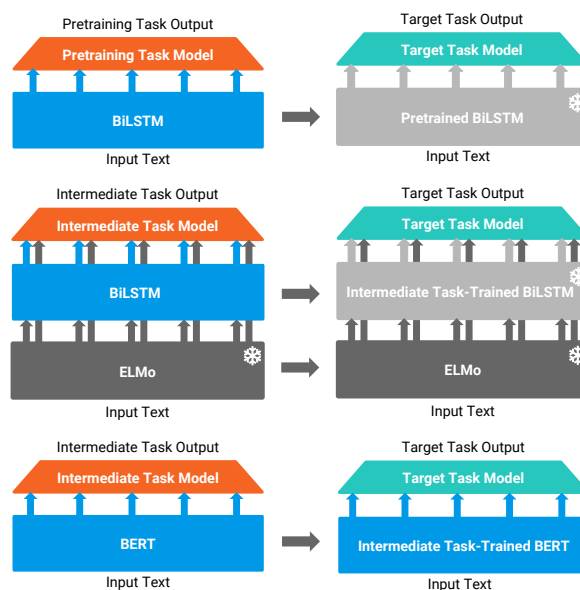 Pretraining Task Output
Pretraining Task Model
BiLSTM
Input Text
Target Task Output
Target Task Model
Pretrained BiLSTM
Input Text
Intermediate Task Output
Intermediate Task Model
BiLSTM
ELMo
Input Text
Target Task Output
Target Task Model
Intermediate Task-Trained BiLSTM
ELMo
Input Text
Intermediate Task Output
Intermediate Task Model
BERT
Input Text
Target Task Output
Target Task Model
Intermediate Task-Trained BERT
Input Text